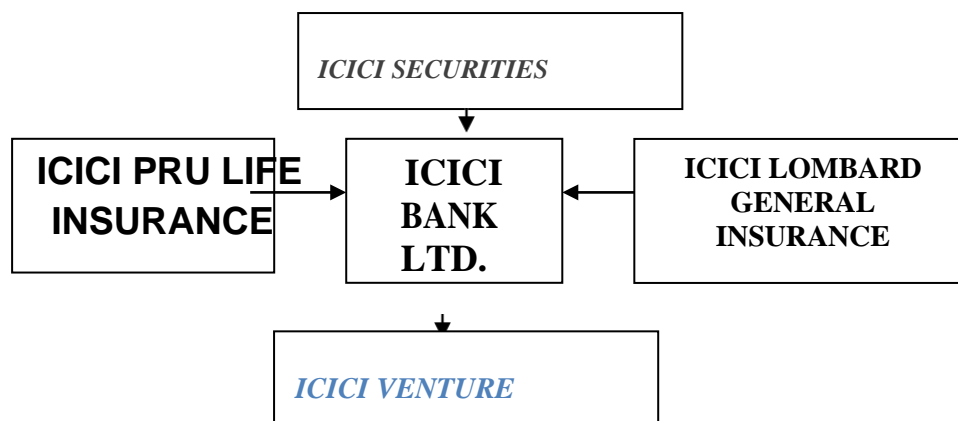 ICICI SECURITIES
ICICI PRU LIFE
INSURANCE
ICICI
BANK
LTD.
ICICI LOMBARD
GENERAL
INSURANCE
ICICI VENTURE